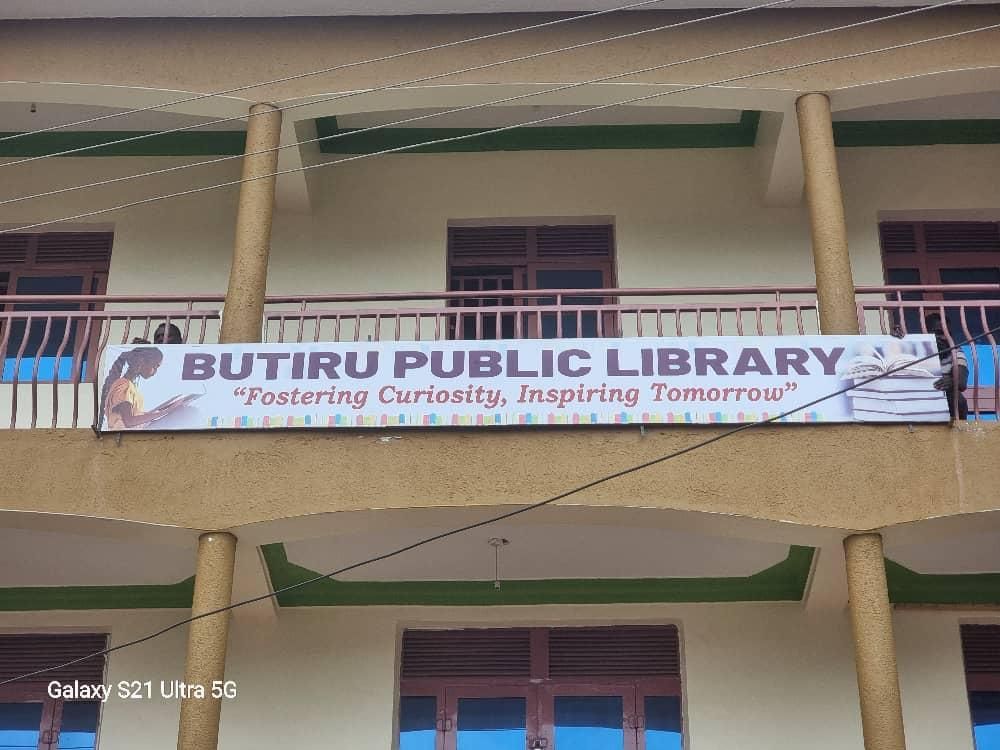 BUTIRU PUBLIC LIBRARY
“Fostering Curiosity, Inspiring Tomorrow”
Galaxy S21 Ultra 5G